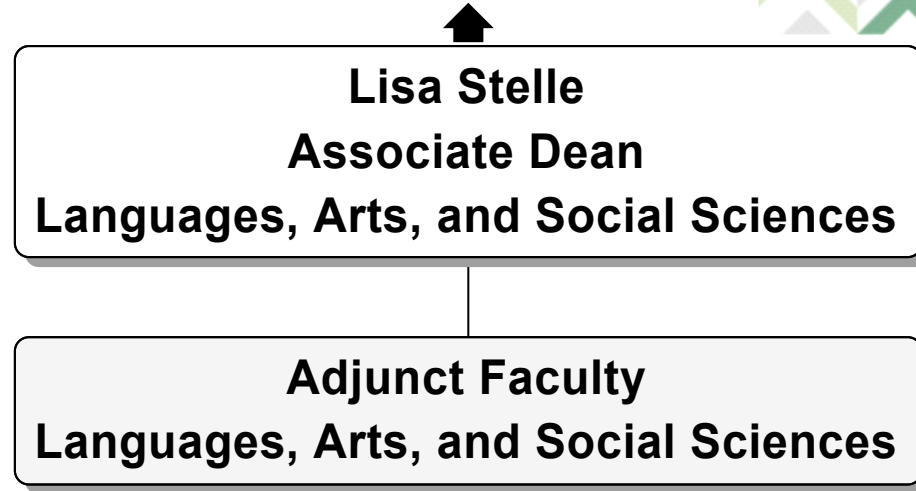 Lisa Stelle
Associate Dean
Languages, Arts, and Social Sciences
Adjunct Faculty
Languages, Arts, and Social Sciences